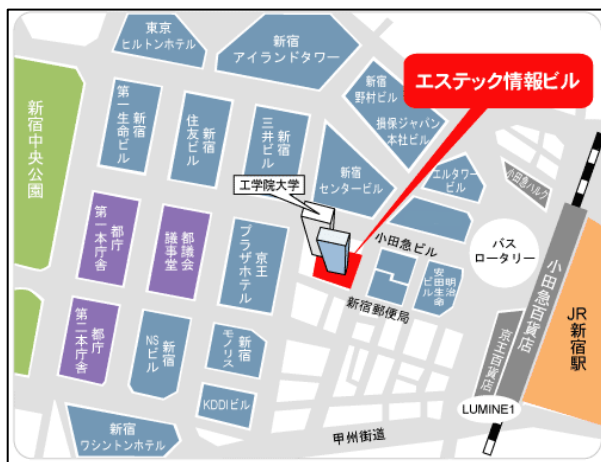 東京
ヒルトンホテル
新宿
アイランドタワー
新宿
野村ビル
損保ジャパン
本社ビル
エステック情報ビル
新宿中央公園
新宿
第一生命ビル
新宿
住友ビル
新宿
三井ビル
新宿
センタービル
エルタワー
ビル
小田急ハルク
工学院大学
都庁
第一本庁舎
都議会
議事堂
京王
プラザホテル
小田急ビル
バス
ロータリー
明治
安田生命
ビル
新宿郵便局
小田急百貨店
京王百貨店
JR新宿駅
都庁
第二本庁舎
新宿
NSビル
新宿
モノリス
KDDIビル
LUMINE1
新宿
ワシントンホテル
甲州街道